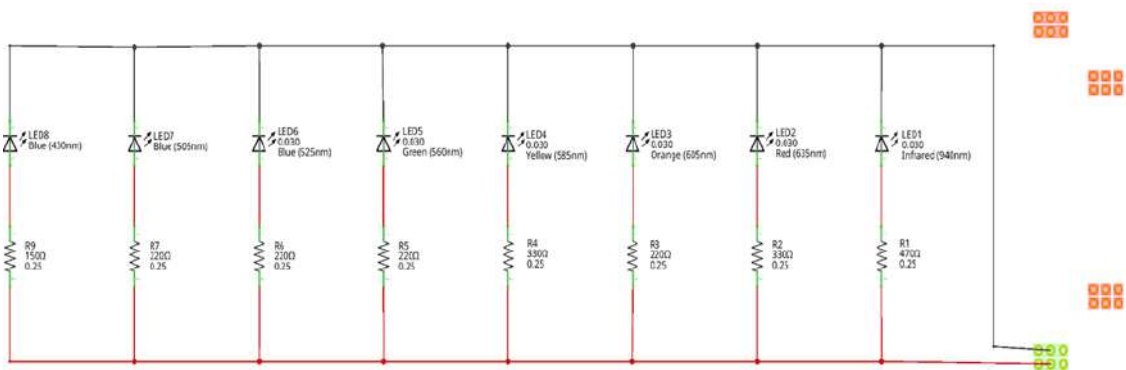 LED8
Blue (430nm)
LED7
Blue (505nm)
LED6
0.030
Blue (525nm)
LED5
0.030
Green (560nm)
LED4
0.030
Yellow (585nm)
LED3
0.030
Orange (605nm)
LED2
0.030
Red (635nm)
LED1
0.030
Infrared (940nm)
R9
150Ω
0.25
R7
220Ω
0.25
R6
220Ω
0.25
R5
220Ω
0.25
R4
330Ω
0.25
R3
220Ω
0.25
R2
330Ω
0.25
R1
470Ω
0.25